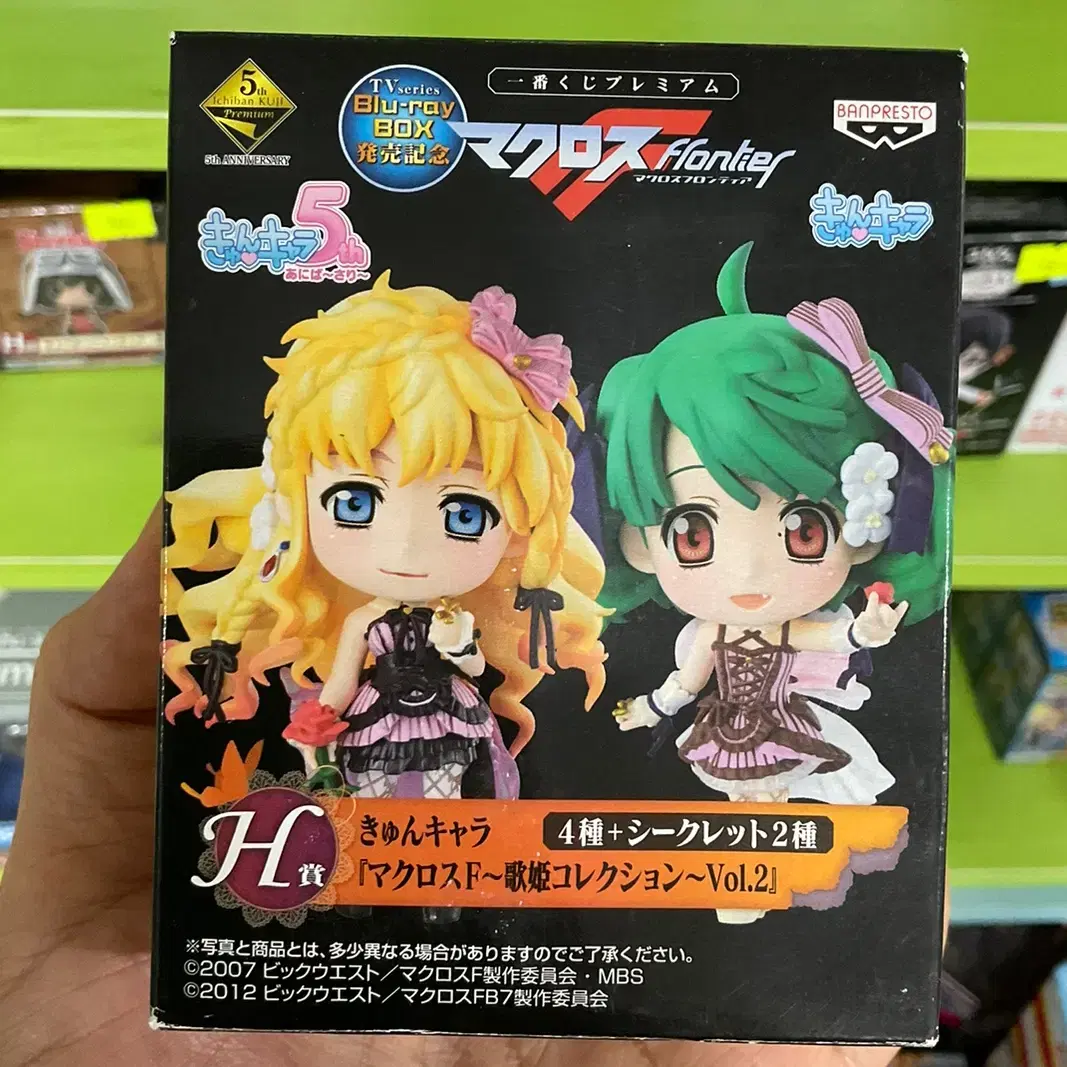 5th
Ichiban KUJI
Premium
5th ANNIVERSARY
TVseries
Blu-ray
BOX
発売記念
一番くじプレミアム
マクロスF frontier
マクロスフロンティア
BANPRESTO
きゅんキャラ5th
あにば～さり～
きゅんキャラ
H賞
きゅんキャラ
4種+シークレット2種
『マクロスF～歌姫コレクション～Vol.2』
※写真と商品とは、多少異なる場合がありますのでご了承ください。
©2007 ビックウエスト／マクロスF製作委員会・MBS
©2012 ビックウエスト／マクロスFB7製作委員会